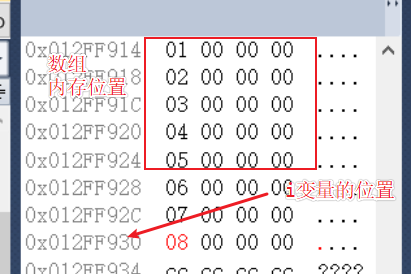 0x012FF914 01 00 00 00 ....
数组
0x012FF918 02 00 00 00 ....
内存位置
0x012FF91C 03 00 00 00 ....
0x012FF920 04 00 00 00 ....
0x012FF924 05 00 00 00 ....
0x012FF928 06 00 00 00 ....
i变量的位置
0x012FF92C 07 00 00 00 ....
0x012FF930 08 00 00 00 ....
0x012FF934 cc cc cc cc ????